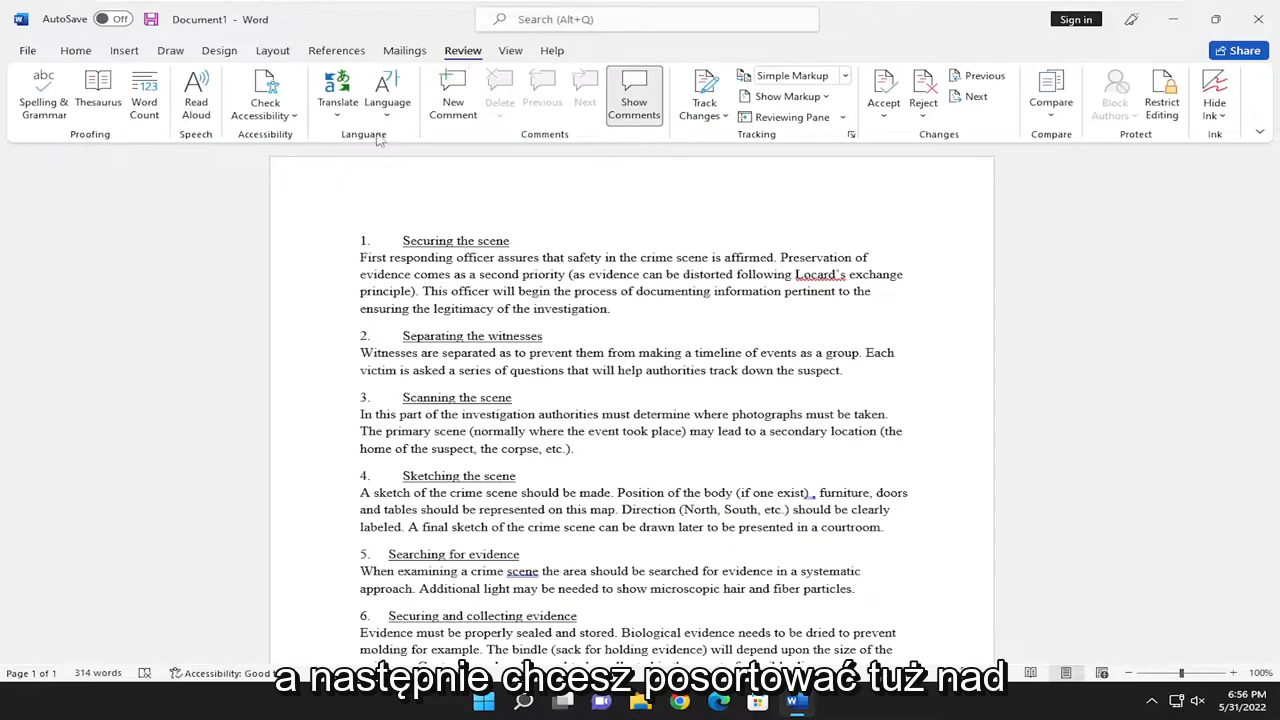 AutoSave Off Document1 - Word Search (Alt+Q) Sign in
File Home Insert Draw Design Layout References Mailings Review View Help Share
abc
Spelling & Grammar
Thesaurus
123
Word Count
Proofing
Read Aloud
Speech
Check Accessibility
Accessibility
Translate
Language
Language
New Comment
Delete
Previous
Next
Show Comments
Comments
Track Changes
Simple Markup
Show Markup
Reviewing Pane
Tracking
Accept
Reject
Previous
Next
Changes
Compare
Compare
Block Authors
Restrict Editing
Protect
Hide Ink
Ink
1. Securing the scene
First responding officer assures that safety in the crime scene is affirmed. Preservation of
evidence comes as a second priority (as evidence can be distorted following Locard`s exchange
principle). This officer will begin the process of documenting information pertinent to the
ensuring the legitimacy of the investigation.
2. Separating the witnesses
Witnesses are separated as to prevent them from making a timeline of events as a group. Each
victim is asked a series of questions that will help authorities track down the suspect.
3. Scanning the scene
In this part of the investigation authorities must determine where photographs must be taken.
The primary scene (normally where the event took place) may lead to a secondary location (the
home of the suspect, the corpse, etc.).
4. Sketching the scene
A sketch of the crime scene should be made. Position of the body (if one exist) , furniture, doors
and tables should be represented on this map. Direction (North, South, etc.) should be clearly
labeled. A final sketch of the crime scene can be drawn later to be presented in a courtroom.
5. Searching for evidence
When examining a crime scene the area should be searched for evidence in a systematic
approach. Additional light may be needed to show microscopic hair and fiber particles.
6. Securing and collecting evidence
Evidence must be properly sealed and stored. Biological evidence needs to be dried to prevent
molding for example. The bindle (sack for holding evidence) will depend upon the size of the
Page 1 of 1 314 words Accessibility: Good 100%
a następnie chcesz posortować tuż nad
6:56 PM
5/31/2022